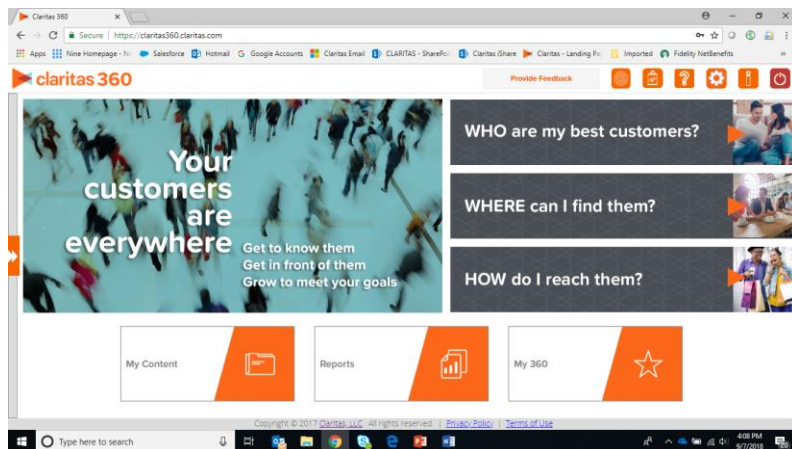 Claritas 360
Secure | https://claritas360.claritas.com
Apps Nine Homepage - Ni Salesforce Hotmail Google Accounts Claritas Email CLARITAS - SharePoi Claritas iShare Claritas - Landing Pa Imported Fidelity NetBenefits »
claritas 360
Provide Feedback
Your
customers
are
everywhere
Get to know them
Get in front of them
Grow to meet your goals
WHO are my best customers?
WHERE can I find them?
HOW do I reach them?
My Content
Reports
My 360
Copyright © 2017 Claritas, LLC. All rights reserved. | Privacy Policy | Terms of Use
Type here to search
4:08 PM
9/7/2018